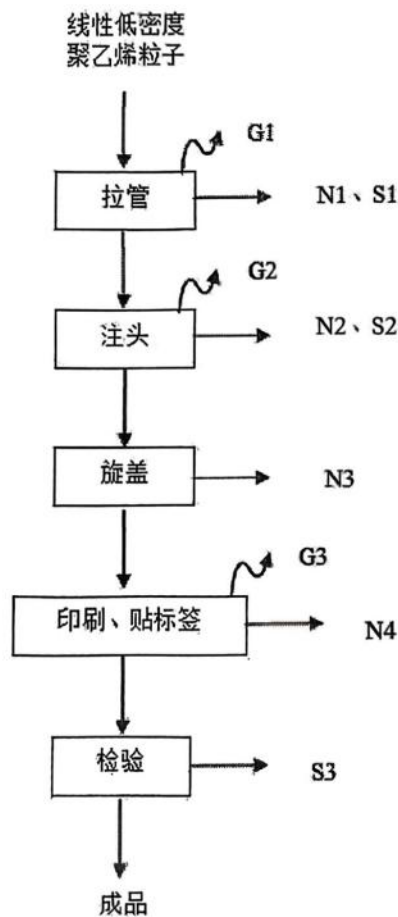 线性低密度
聚乙烯粒子
G1
拉管
N1、S1
G2
注头
N2、S2
旋盖
N3
G3
印刷、贴标签
N4
检验
S3
成品